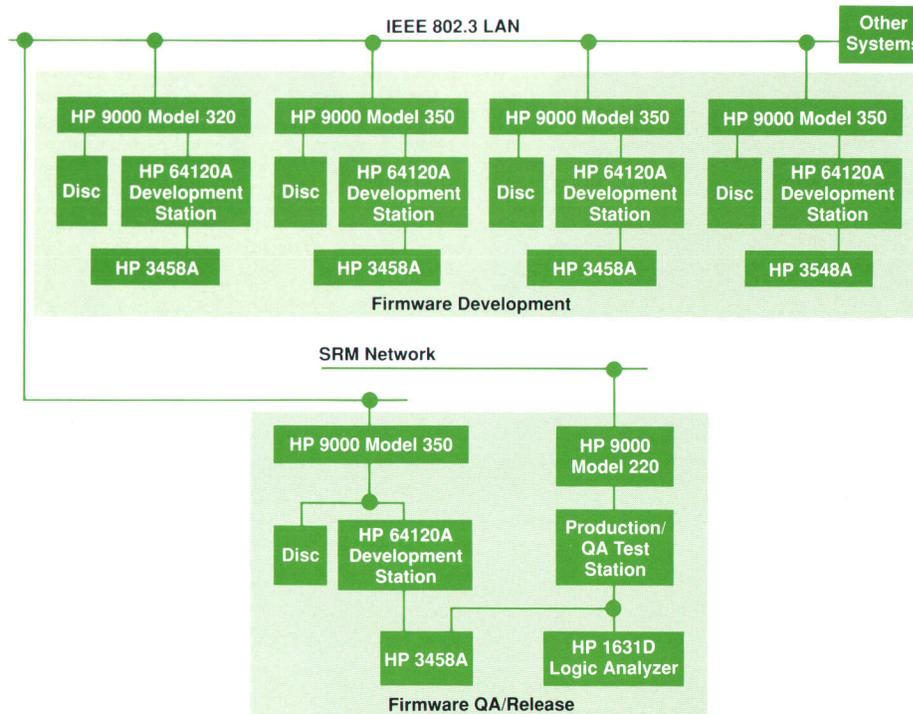 IEEE 802.3 LAN
Other
Systems
HP 9000 Model 320
HP 9000 Model 350
HP 9000 Model 350
HP 9000 Model 350
Disc
HP 64120A
Development
Station
Disc
HP 64120A
Development
Station
Disc
HP 64120A
Development
Station
Disc
HP 64120A
Development
Station
HP 3458A
HP 3458A
HP 3458A
HP 3548A
Firmware Development
SRM Network
HP 9000 Model 350
HP 9000
Model 220
Disc
HP 64120A
Development
Station
Production/
QA Test
Station
HP 3458A
HP 1631D
Logic Analyzer
Firmware QA/Release